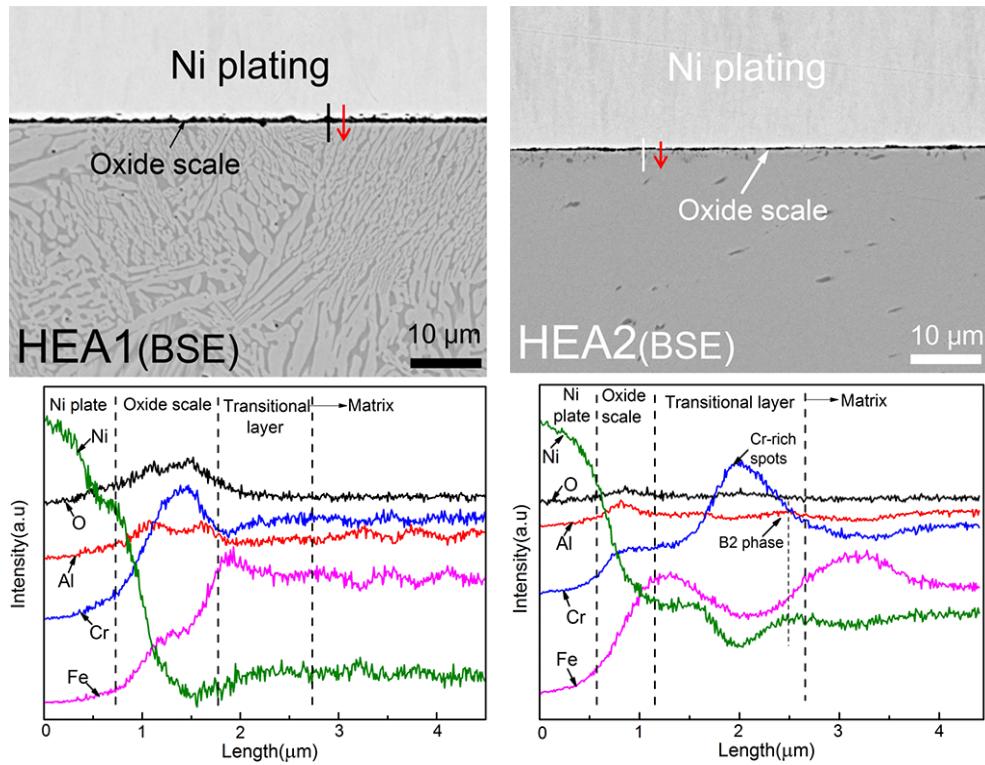 Ni plating
Oxide scale
HEA1(BSE)
10 μm
Ni plating
Oxide scale
HEA2(BSE)
10 μm
Ni plate
Oxide scale
Transitional
layer
Matrix
Ni
O
Al
Cr
Fe
Intensity(a.u)
0 1 2 3 4
Length(μm)
Ni plate
Oxide
scale
Transitional layer
Matrix
Ni
Cr-rich
spots
O
Al
B2 phase
Cr
Fe
Intensity(a.u)
0 1 2 3 4
Length(μm)